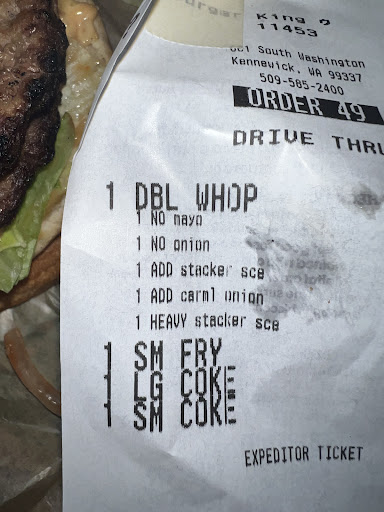 King ?
11453
South Washington
Kennewick, WA 99337
509-585-2400
ORDER 49
DRIVE THRU
1 DBL WHOP
1 NO mayo
1 NO onion
1 ADD stacker sce
1 ADD carml onion
1 HEAVY stacker sce
1 SM FRY
1 LG COKE
1 SM COKE
EXPEDITOR TICKET